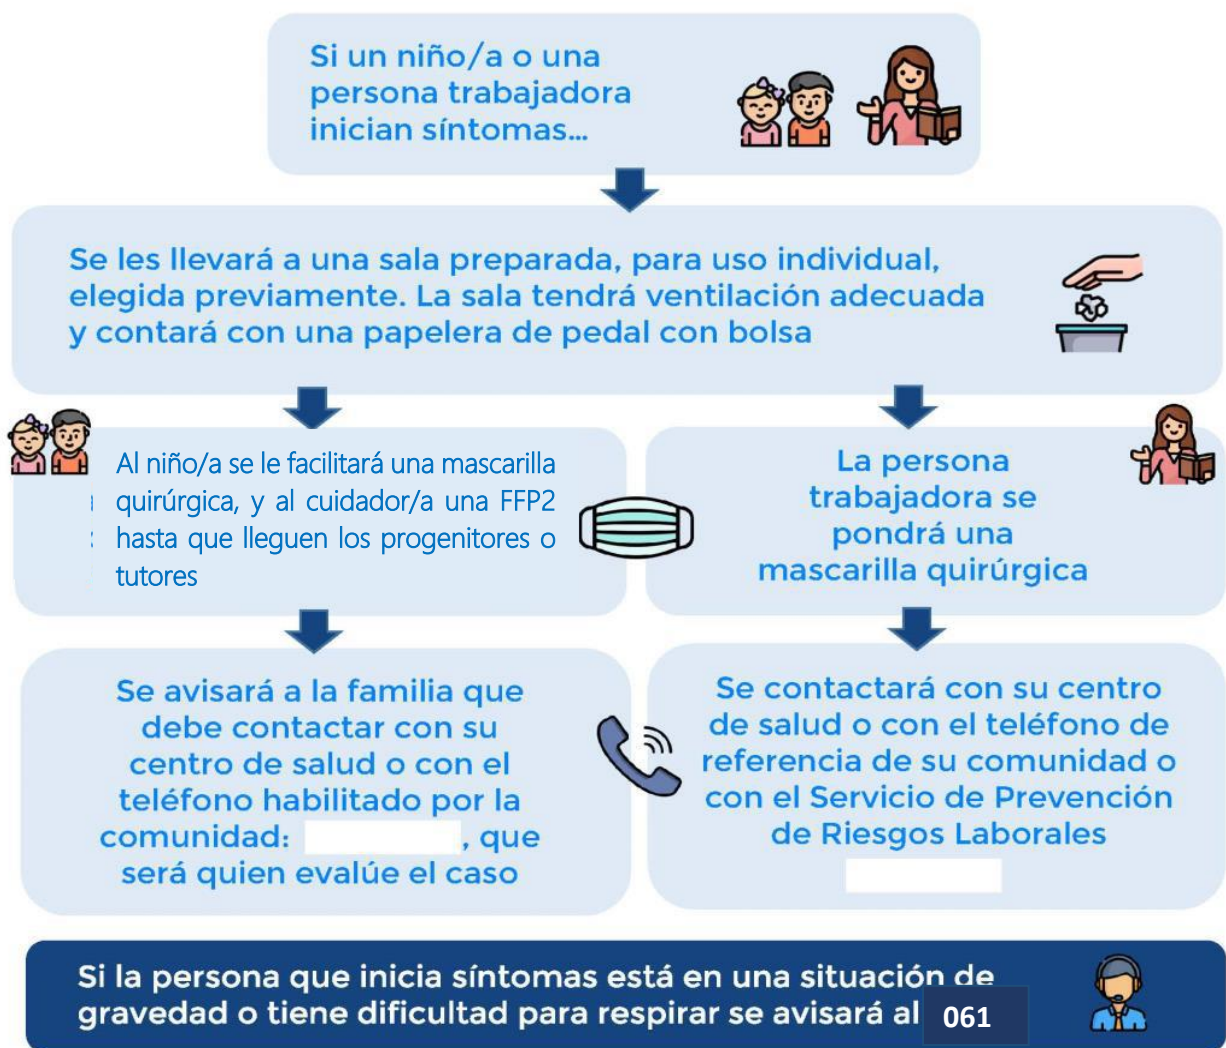 Si un niño/a o una
persona trabajadora
inician síntomas...
Se les llevará a una sala preparada, para uso individual,
elegida previamente. La sala tendrá ventilación adecuada
y contará con una papelera de pedal con bolsa
Al niño/a se le facilitará una mascarilla
quirúrgica, y al cuidador/a una FFP2
hasta que lleguen los progenitores o
tutores
La persona
trabajadora se
pondrá una
mascarilla quirúrgica
Se avisará a la familia que
debe contactar con su
centro de salud o con el
teléfono habilitado por la
comunidad: , que
será quien evalúe el caso
Se contactará con su centro
de salud o con el teléfono de
referencia de su comunidad o
con el Servicio de Prevención
de Riesgos Laborales
Si la persona que inicia síntomas está en una situación de
gravedad o tiene dificultad para respirar se avisará al 061